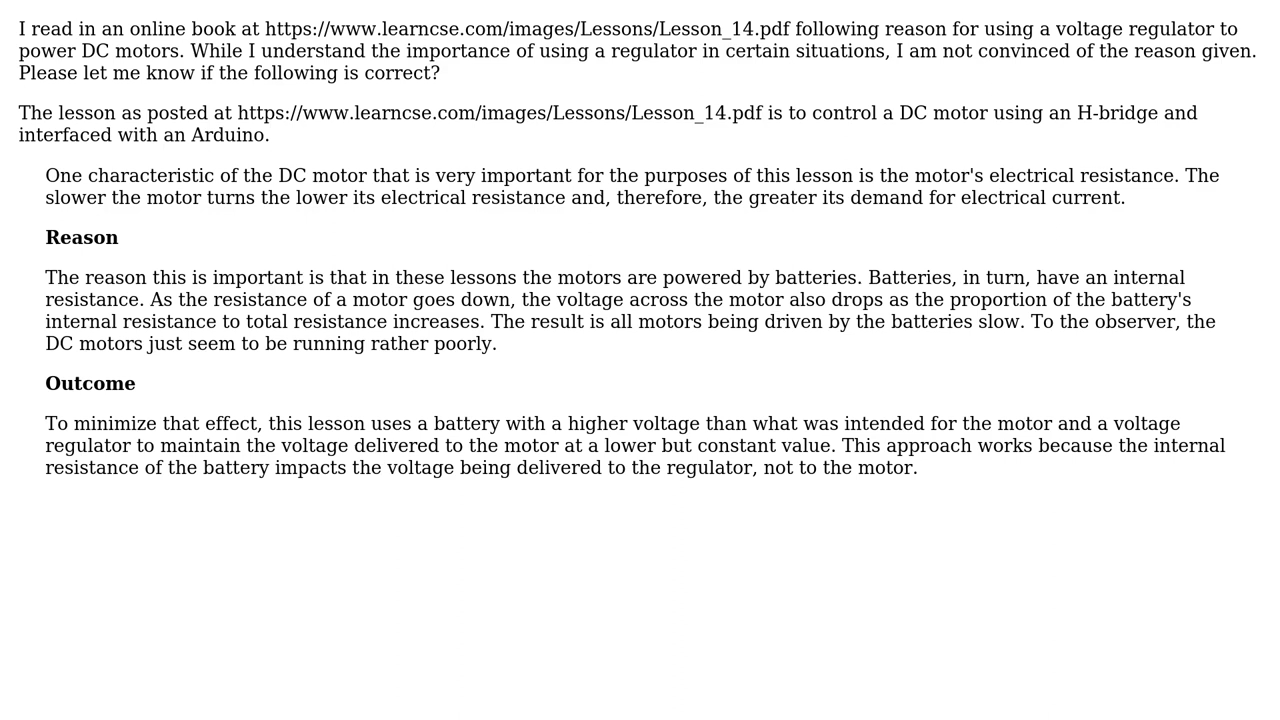 I read in an online book at https://www.learncse.com/images/Lessons/Lesson_14.pdf following reason for using a voltage regulator to
power DC motors. While I understand the importance of using a regulator in certain situations, I am not convinced of the reason given.
Please let me know if the following is correct?
The lesson as posted at https://www.learncse.com/images/Lessons/Lesson_14.pdf is to control a DC motor using an H-bridge and
interfaced with an Arduino.
One characteristic of the DC motor that is very important for the purposes of this lesson is the motor's electrical resistance. The
slower the motor turns the lower its electrical resistance and, therefore, the greater its demand for electrical current.
Reason
The reason this is important is that in these lessons the motors are powered by batteries. Batteries, in turn, have an internal
resistance. As the resistance of a motor goes down, the voltage across the motor also drops as the proportion of the battery's
internal resistance to total resistance increases. The result is all motors being driven by the batteries slow. To the observer, the
DC motors just seem to be running rather poorly.
Outcome
To minimize that effect, this lesson uses a battery with a higher voltage than what was intended for the motor and a voltage
regulator to maintain the voltage delivered to the motor at a lower but constant value. This approach works because the internal
resistance of the battery impacts the voltage being delivered to the regulator, not to the motor.